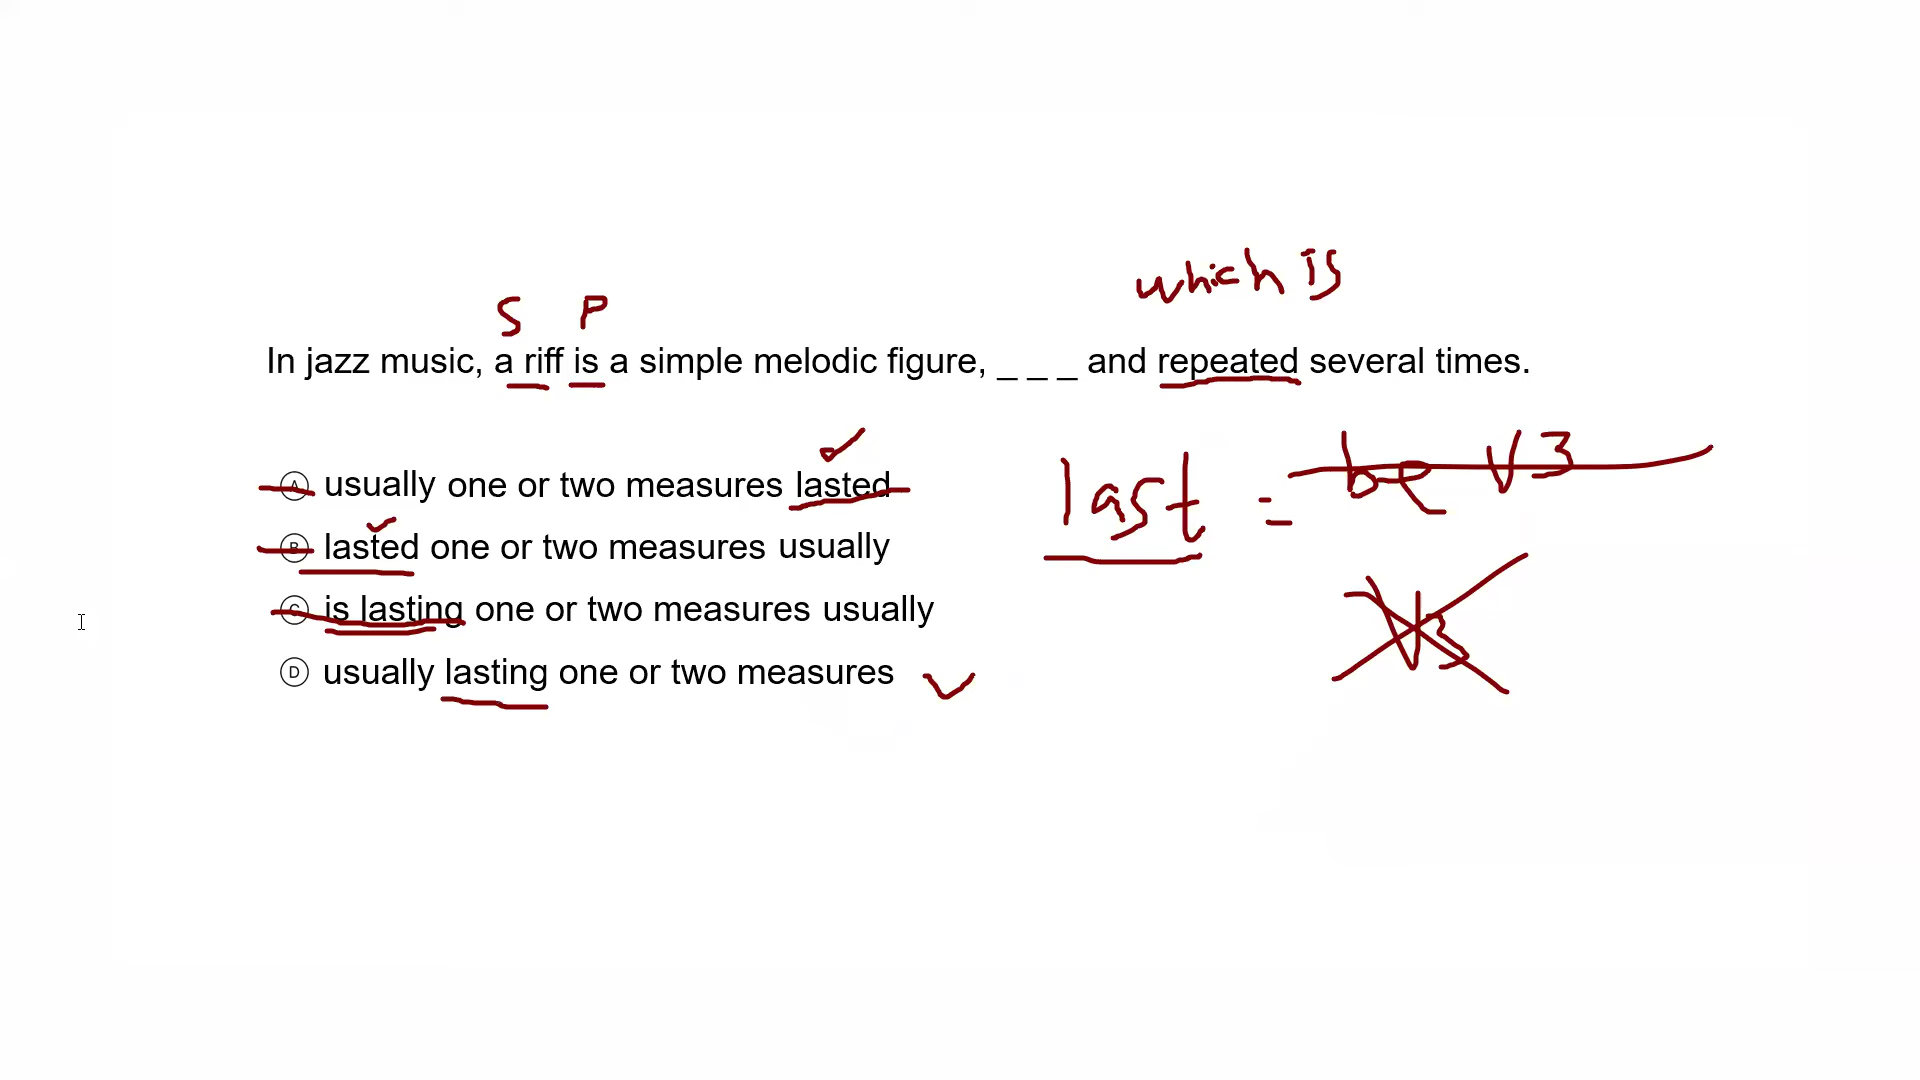 which is
S P
In jazz music, a riff is a simple melodic figure, _ _ _ and repeated several times.
A usually one or two measures lasted
last = be V3
B lasted one or two measures usually
C is lasting one or two measures usually
V3
D usually lasting one or two measures